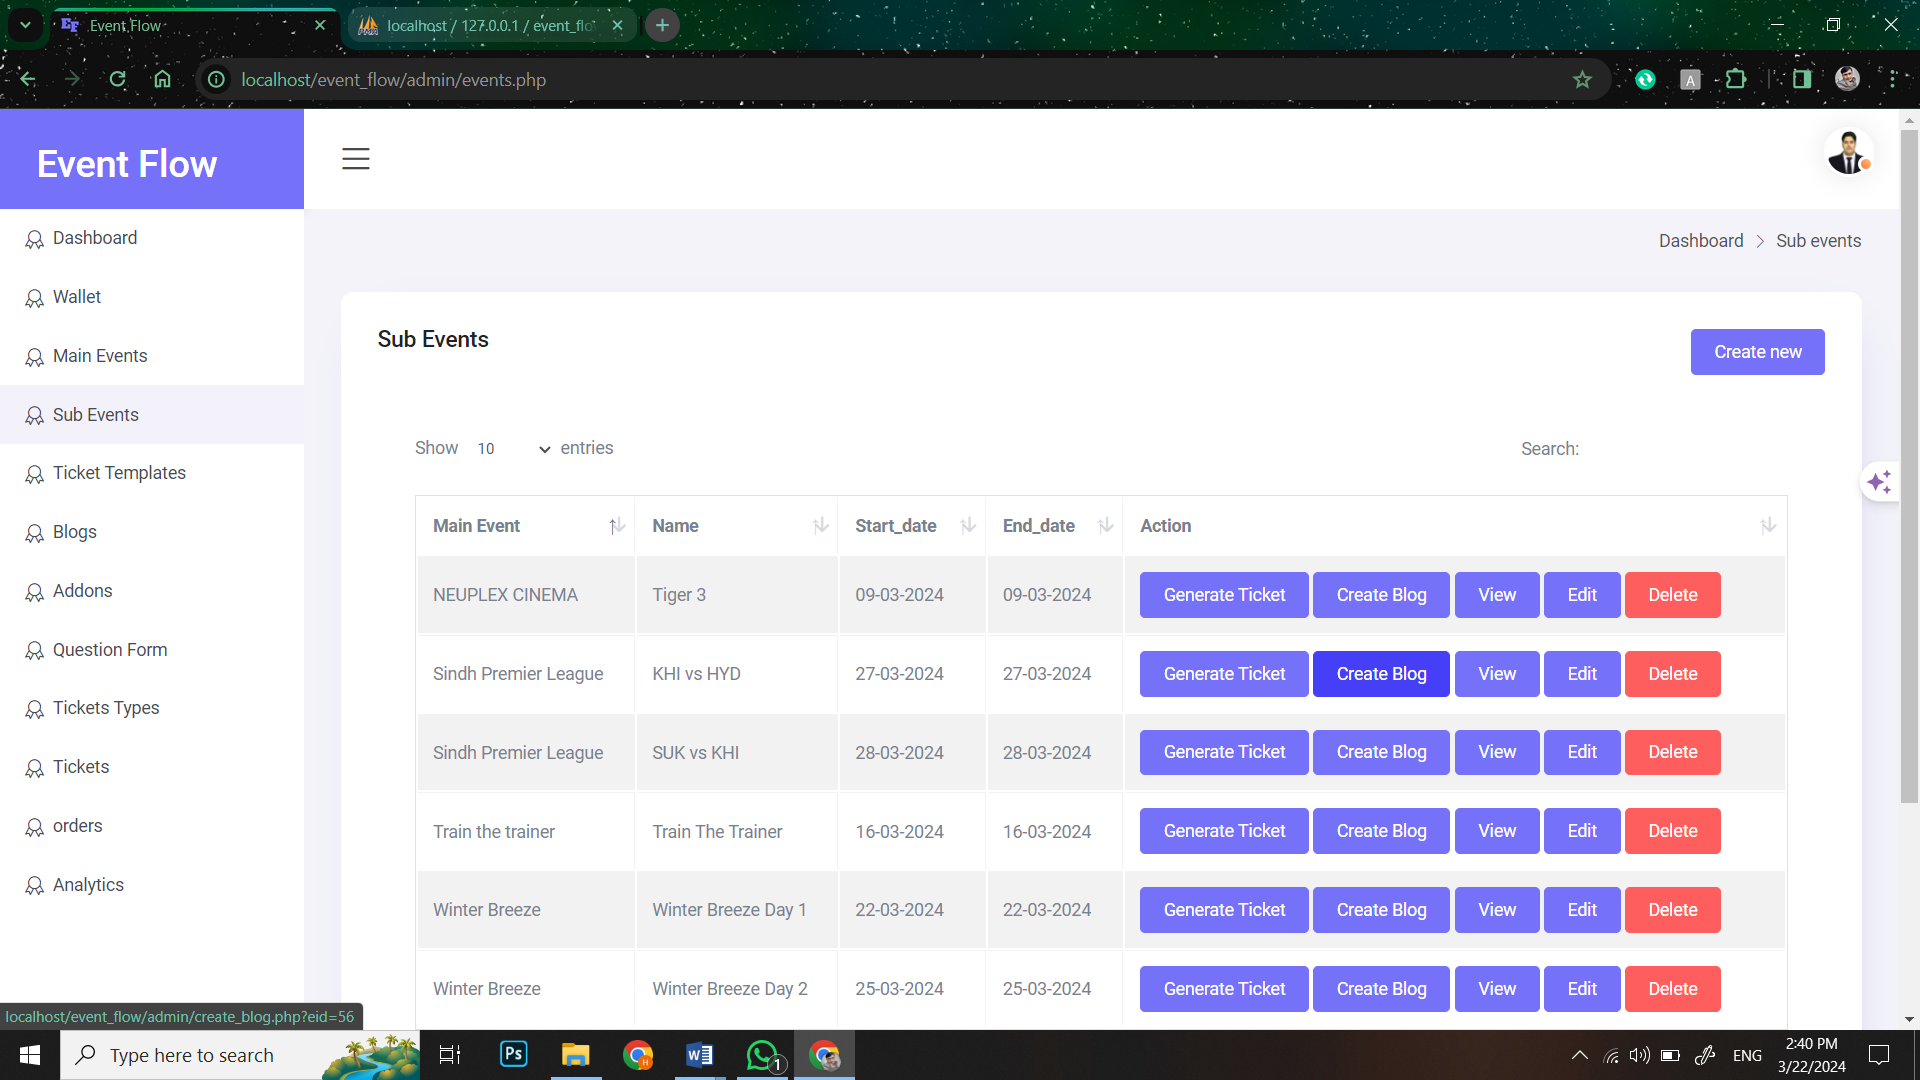 Event Flow
localhost / 127.0.0.1 / event_flo
localhost/event_flow/admin/events.php
A
Event Flow
Dashboard
Wallet
Main Events
Sub Events
Ticket Templates
Blogs
Addons
Question Form
Tickets Types
Tickets
orders
Analytics
Dashboard > Sub events
Sub Events
Create new
Show 10 entries
Search:
Main Event Name Start_date End_date Action
NEUPLEX CINEMA Tiger 3 09-03-2024 09-03-2024 Generate Ticket Create Blog View Edit Delete
Sindh Premier League KHI vs HYD 27-03-2024 27-03-2024 Generate Ticket Create Blog View Edit Delete
Sindh Premier League SUK vs KHI 28-03-2024 28-03-2024 Generate Ticket Create Blog View Edit Delete
Train the trainer Train The Trainer 16-03-2024 16-03-2024 Generate Ticket Create Blog View Edit Delete
Winter Breeze Winter Breeze Day 1 22-03-2024 22-03-2024 Generate Ticket Create Blog View Edit Delete
Winter Breeze Winter Breeze Day 2 25-03-2024 25-03-2024 Generate Ticket Create Blog View Edit Delete
localhost/event_flow/admin/create_blog.php?eid=56
Type here to search
Ps
H
W
1
ENG
2:40 PM
3/22/2024